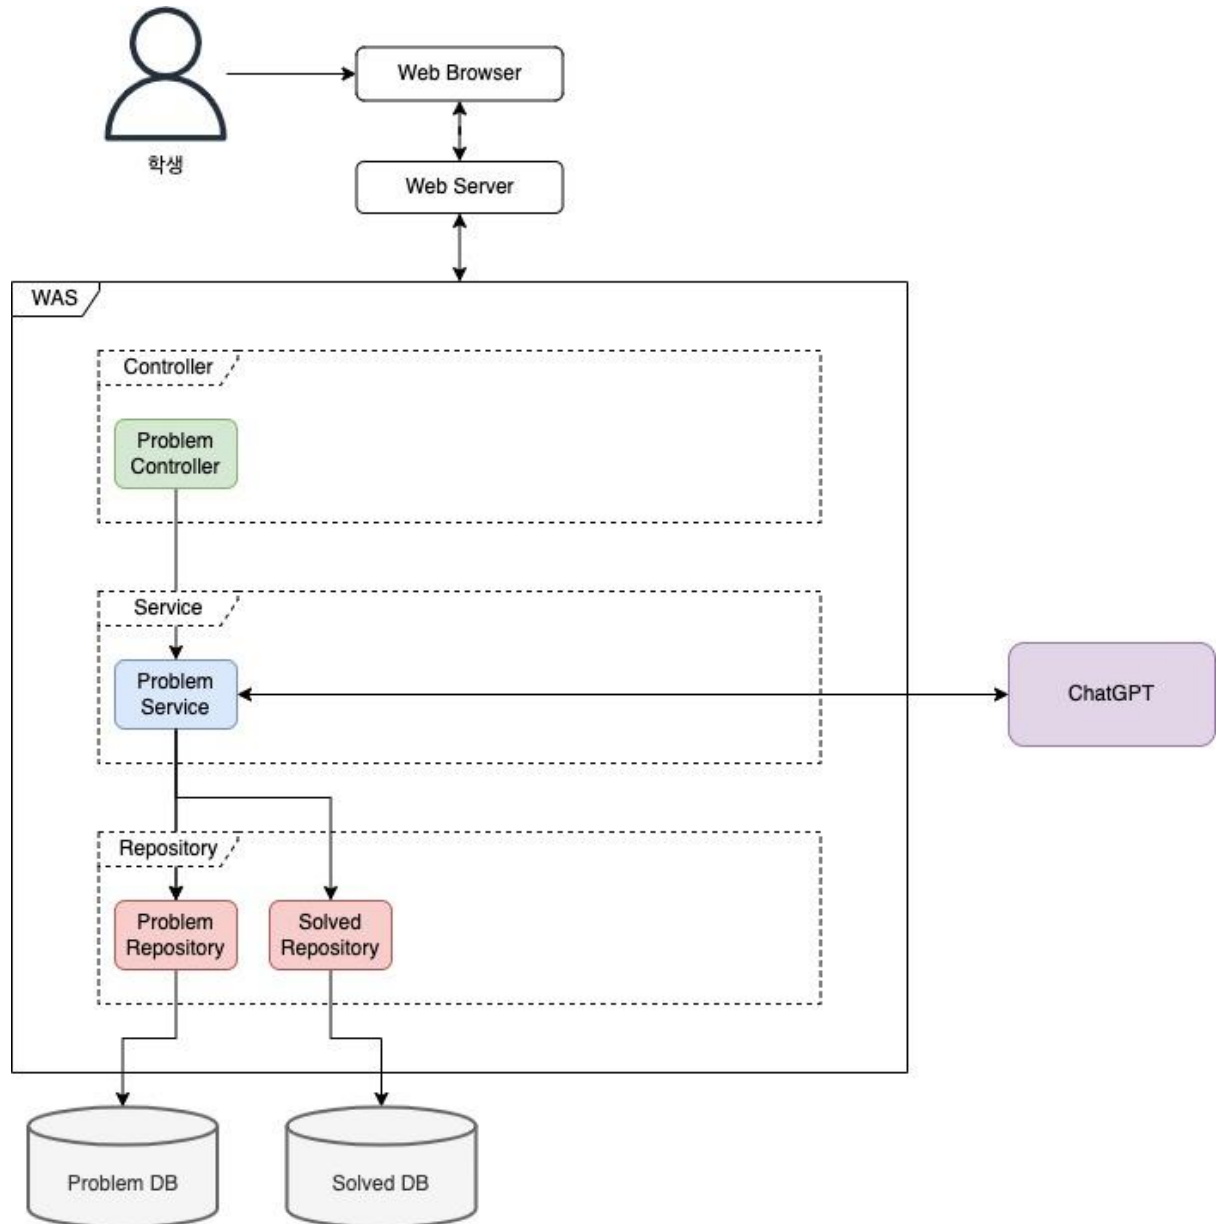 Web Browser
학생
Web Server
WAS
Controller
Problem
Controller
Service
Problem
Service
ChatGPT
Repository
Problem
Repository
Solved
Repository
Problem DB
Solved DB